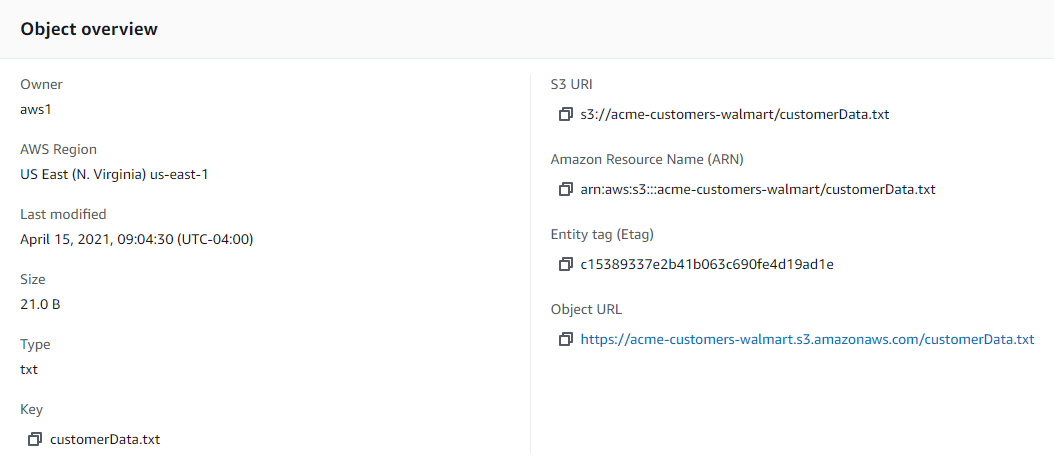 Object overview
Owner
aws1
AWS Region
US East (N. Virginia) us-east-1
Last modified
April 15, 2021, 09:04:30 (UTC-04:00)
Size
21.0 B
Type
txt
Key
customerData.txt
S3 URI
s3://acme-customers-walmart/customerData.txt
Amazon Resource Name (ARN)
arn:aws:s3:::acme-customers-walmart/customerData.txt
Entity tag (Etag)
c15389337e2b41b063c690fe4d19ad1e
Object URL
https://acme-customers-walmart.s3.amazonaws.com/customerData.txt